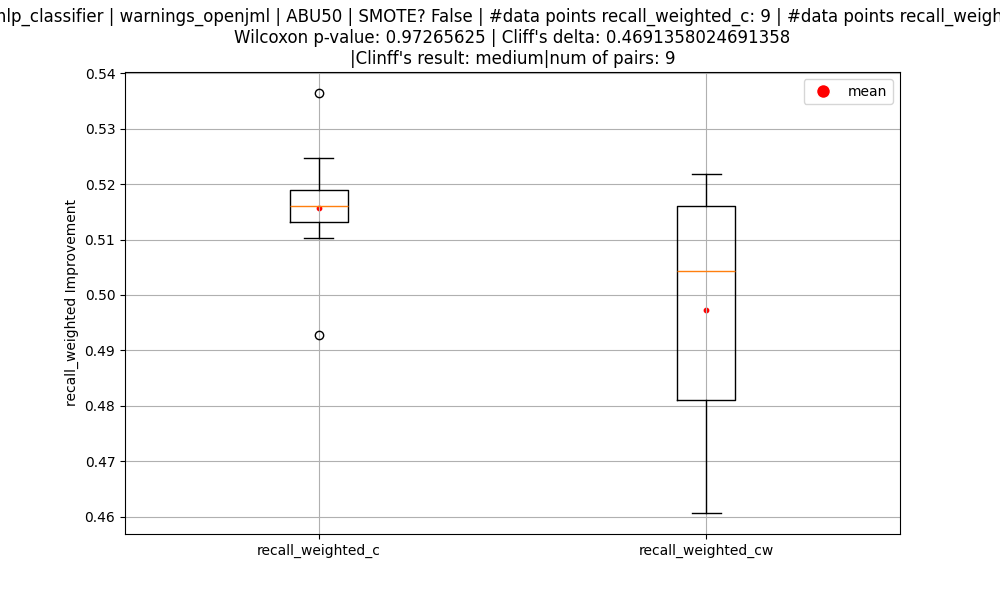 | warnings_openjml | ABU50 | SMOTE? False | #data points recall_weighted_c: 9 | #data points
Wilcoxon p-value: 0.97265625 | Cliff's delta: 0.4691358024691358
|Clinff's result: medium|num of pairs: 9
mean
0.54
0.53
0.52
0.51
0.50
0.49
0.48
0.47
0.46
recall_weighted Improvement
recall_weighted_c
recall_weighted_cw